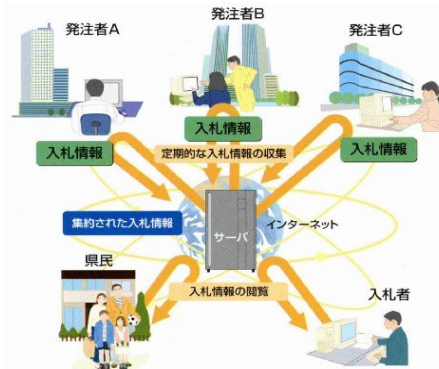 発注者A
発注者B
発注者C
入札情報
入札情報
入札情報
定期的な入札情報の収集
集約された入札情報
サーバ
インターネット
県民
入札情報の閲覧
入札者